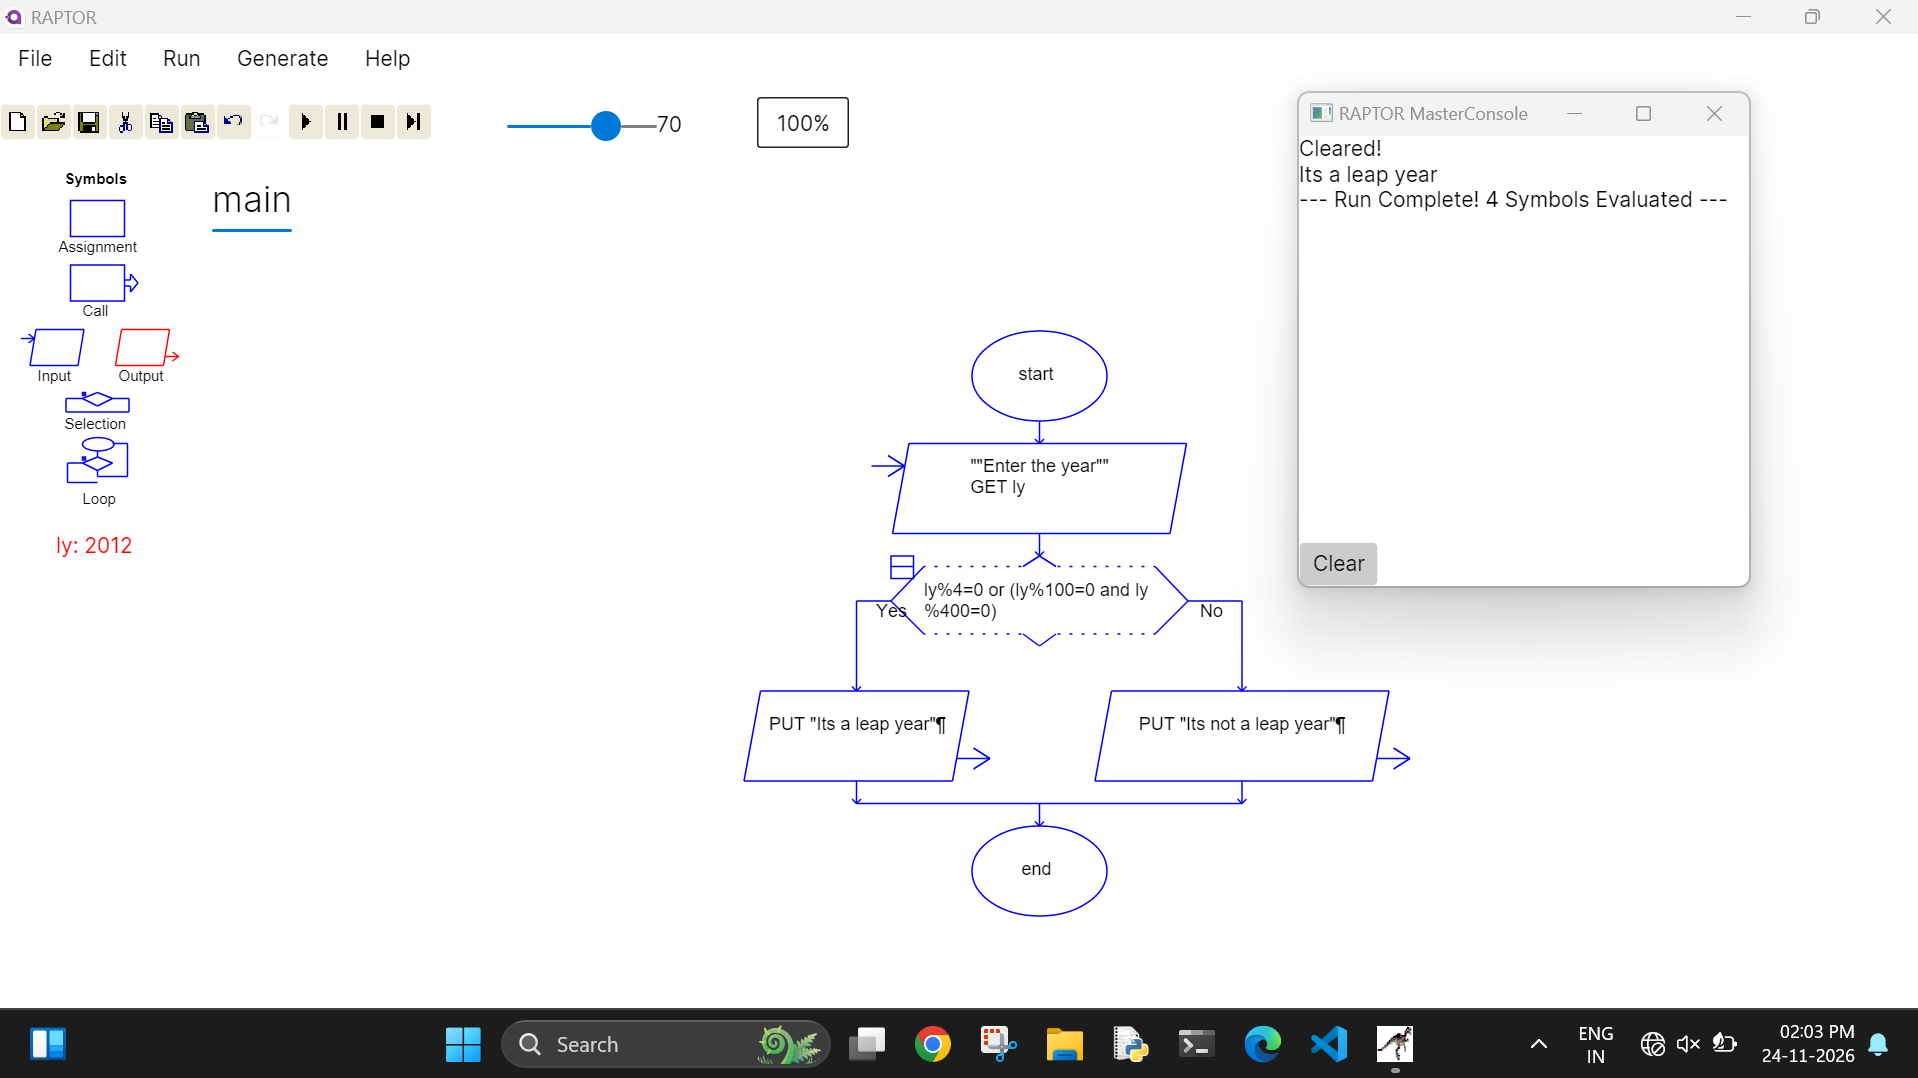 RAPTOR
File Edit Run Generate Help
70
100%
Symbols
Assignment
Call
Input
Output
Selection
Loop
ly: 2012
main
start
""Enter the year""
GET ly
ly%4=0 or (ly%100=0 and ly
%400=0)
Yes
No
PUT "Its a leap year"¶
PUT "Its not a leap year"¶
end
RAPTOR MasterConsole
Cleared!
Its a leap year
--- Run Complete! 4 Symbols Evaluated ---
Clear
Search
ENG
IN
02:03 PM
24-11-2026